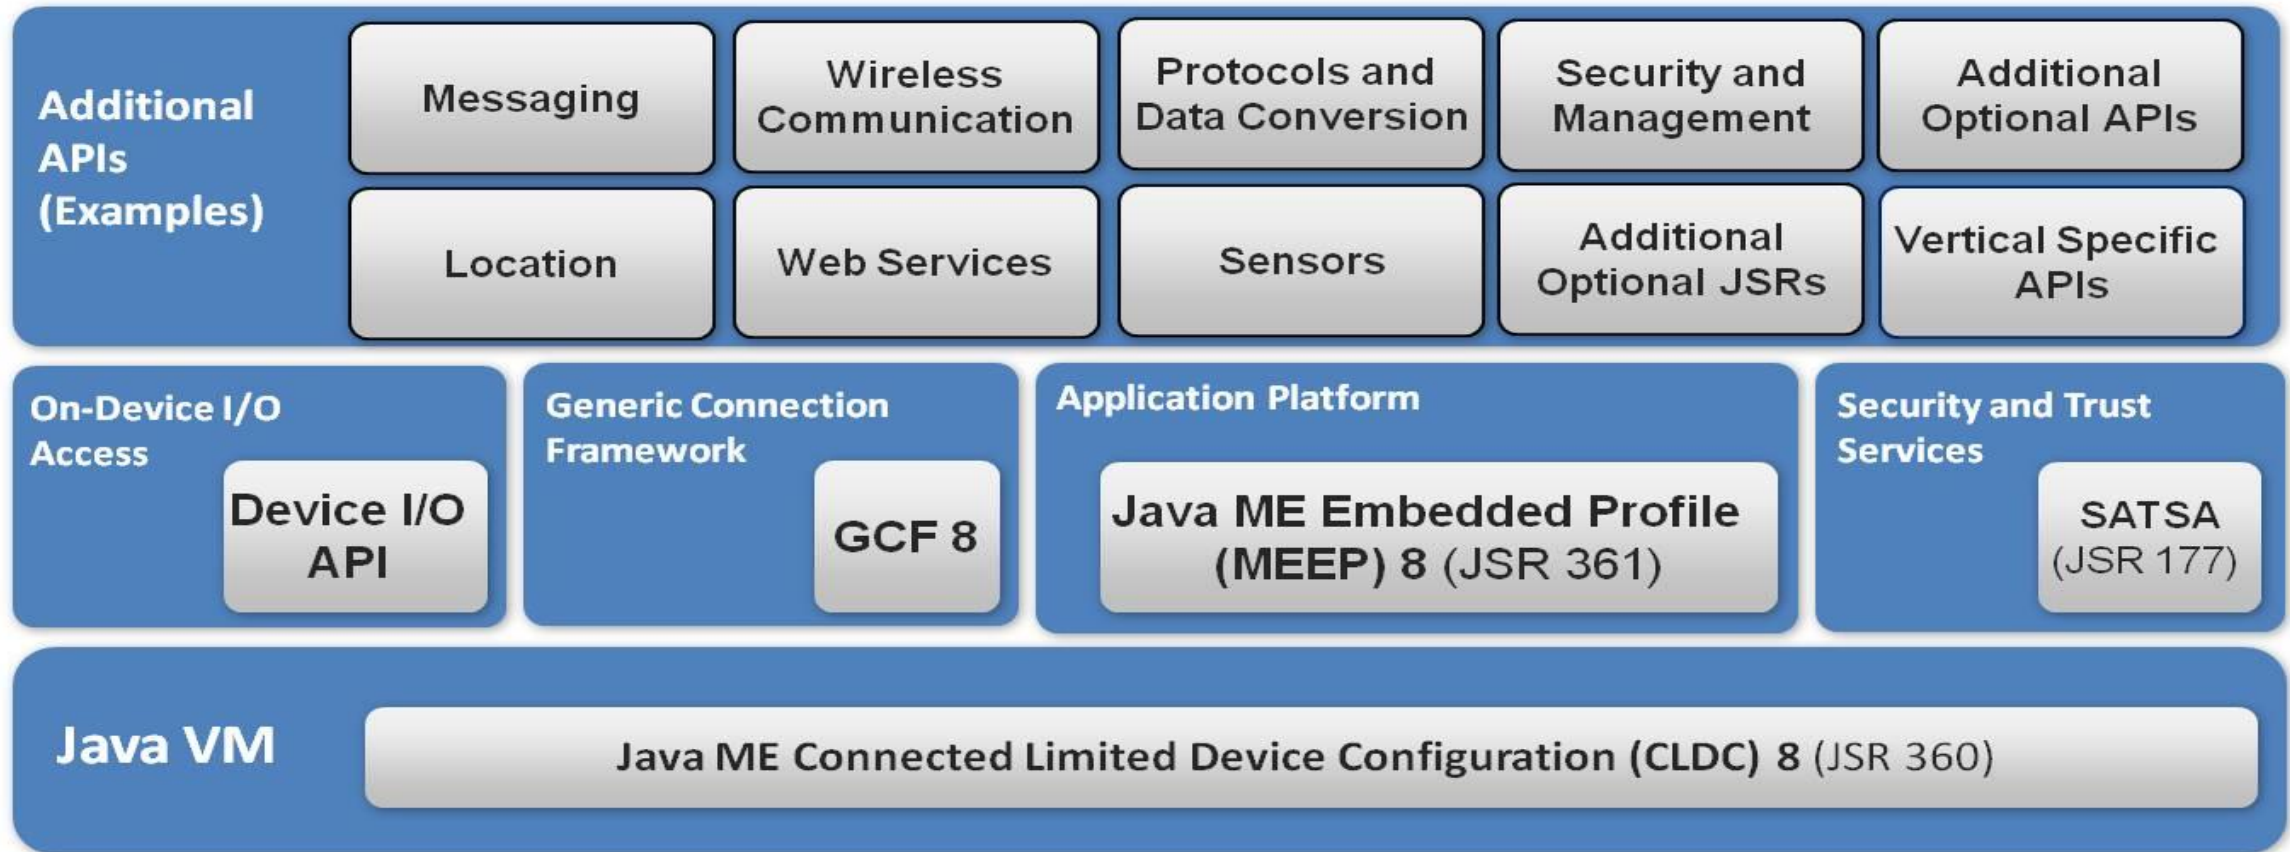 Additional
APIs
(Examples)
Messaging
Wireless
Communication
Protocols and
Data Conversion
Security and
Management
Additional
Optional APIs
Location
Web Services
Sensors
Additional
Optional JSRs
Vertical Specific
APIs
On-Device I/O
Access
Device I/O
API
Generic Connection
Framework
GCF 8
Application Platform
Java ME Embedded Profile
(MEEP) 8 (JSR 361)
Security and Trust
Services
SATSA
(JSR 177)
Java VM
Java ME Connected Limited Device Configuration (CLDC) 8 (JSR 360)